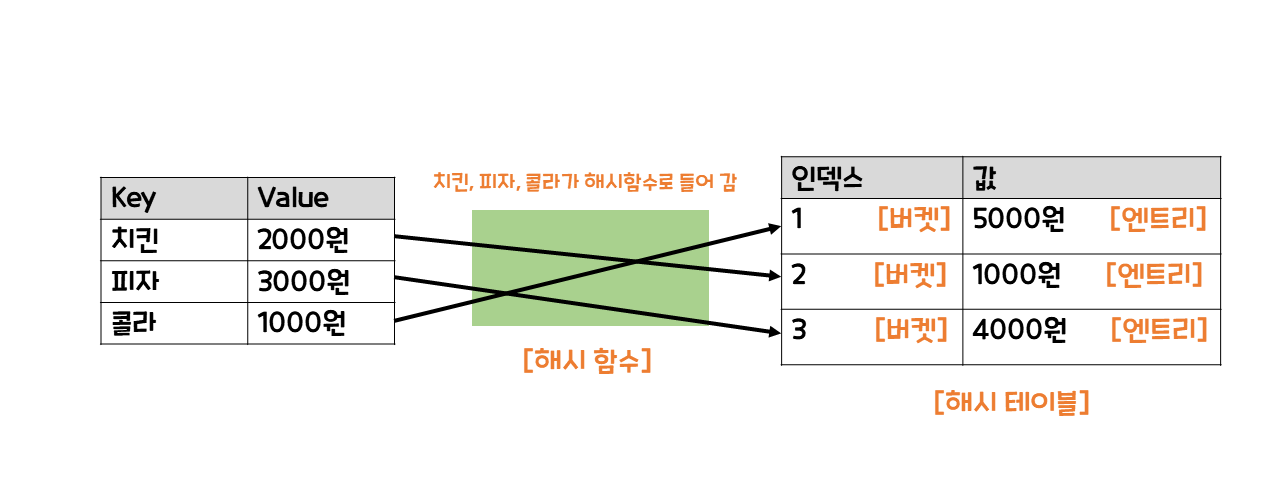 치킨, 피자, 콜라가 해시함수로 들어 감
Key Value
치킨 2000원
피자 3000원
콜라 1000원
[해시 함수]
인덱스 값
1 [버켓] 5000원 [엔트리]
2 [버켓] 1000원 [엔트리]
3 [버켓] 4000원 [엔트리]
[해시 테이블]